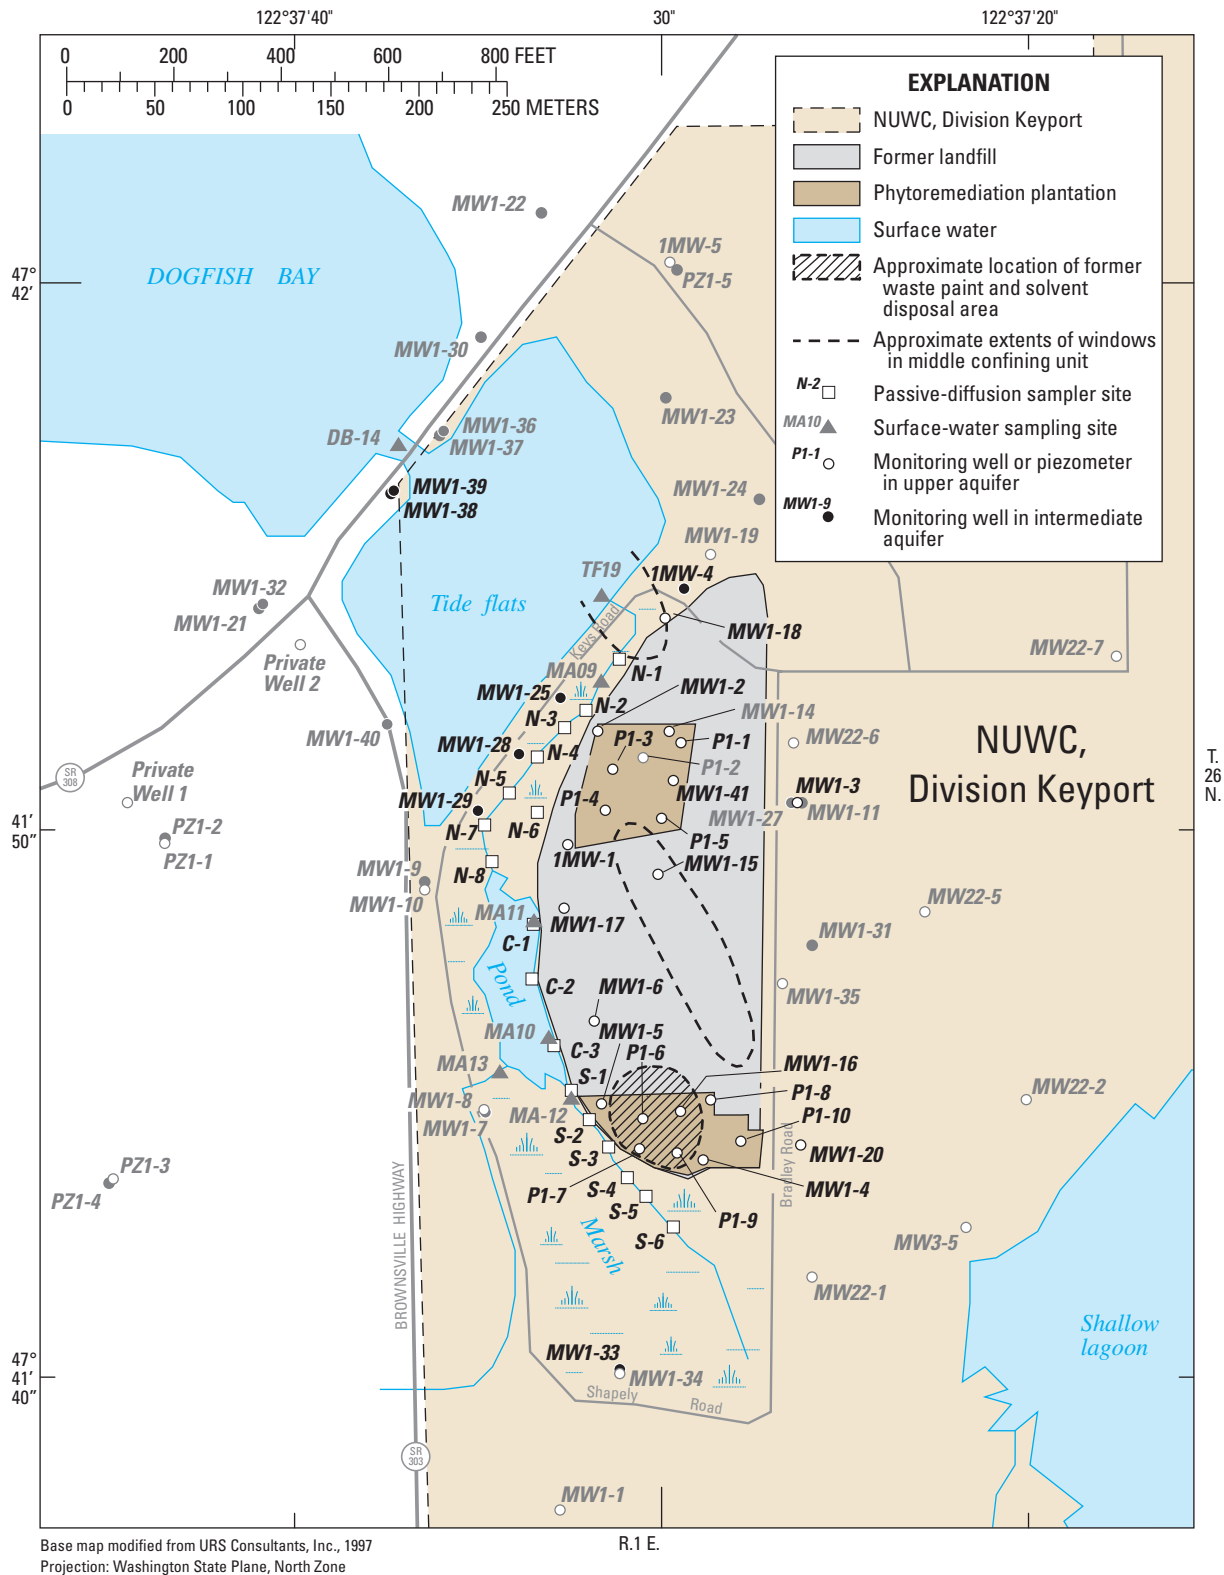 122°37'40"
30"
122°37'20"
0 200 400 600 800 FEET
0 50 100 150 200 250 METERS
EXPLANATION
NUWC, Division Keyport
Former landfill
Phytoremediation plantation
Surface water
Approximate location of former
waste paint and solvent
disposal area
Approximate extents of windows
in middle confining unit
N-2
Passive-diffusion sampler site
MA10
Surface-water sampling site
P1-1
Monitoring well or piezometer
in upper aquifer
MW1-9
Monitoring well in intermediate
aquifer
MW1-22
1MW-5
PZ1-5
47°
42'
DOGFISH BAY
MW1-30
MW1-23
MW1-36
DB-14
MW1-37
MW1-39
MW1-38
MW1-24
MW1-19
TF19
1MW-4
MW1-32
MW1-21
Tide flats
Keys Road
MW1-18
Private
Well 2
MW22-7
N-1
MA09
MW1-2
MW1-25
N-2
N-3
MW1-14
MW1-40
MW1-28
N-4
P1-3
P1-1
MW22-6
NUWC,
Division Keyport
P1-2
SR
308
Private
Well 1
N-5
MW1-41
MW1-3
MW1-29
P1-4
MW1-27
MW1-11
T.
26
N.
PZ1-2
PZ1-1
N-7
N-6
P1-5
41'
50"
1MW-1
MW1-15
MW1-9
N-8
MW1-10
MW22-5
MA11
MW1-17
MW1-31
C-1
Pond
C-2
MW1-6
MW1-35
MA10
MW1-5
C-3
P1-6
MW1-16
MA13
S-1
P1-8
MW22-2
MW1-8
MA-12
P1-10
MW1-7
S-2
Bradley Road
MW1-20
S-3
PZ1-3
PZ1-4
S-4
P1-7
MW1-4
S-5
P1-9
S-6
Marsh
MW3-5
BROWNSVILLE HIGHWAY
MW22-1
Shallow
lagoon
MW1-33
MW1-34
47°
41'
40"
Shapely Road
SR
303
MW1-1
Base map modified from URS Consultants, Inc., 1997
Projection: Washington State Plane, North Zone
R.1 E.